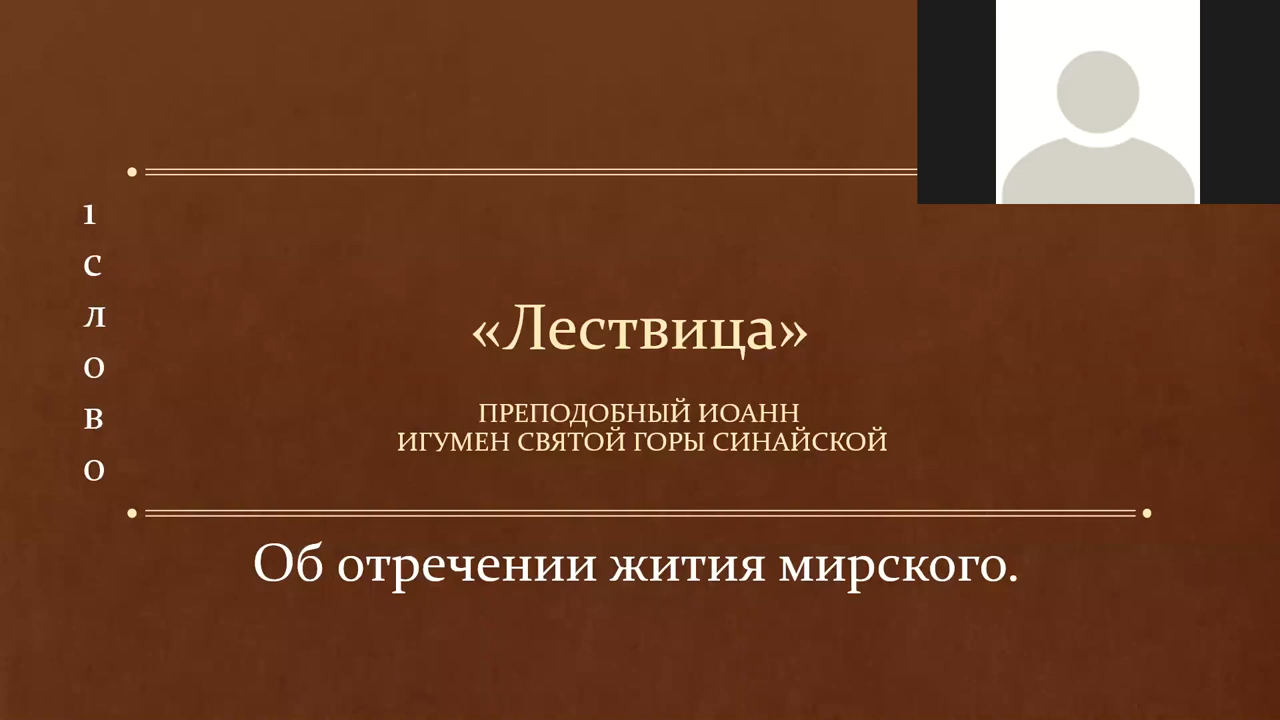 1
с
л
о
в
о
«Лествица»
ПРЕПОДОБНЫЙ ИОАНН
ИГУМЕН СВЯТОЙ ГОРЫ СИНАЙСКОЙ
Об отречении жития мирского.